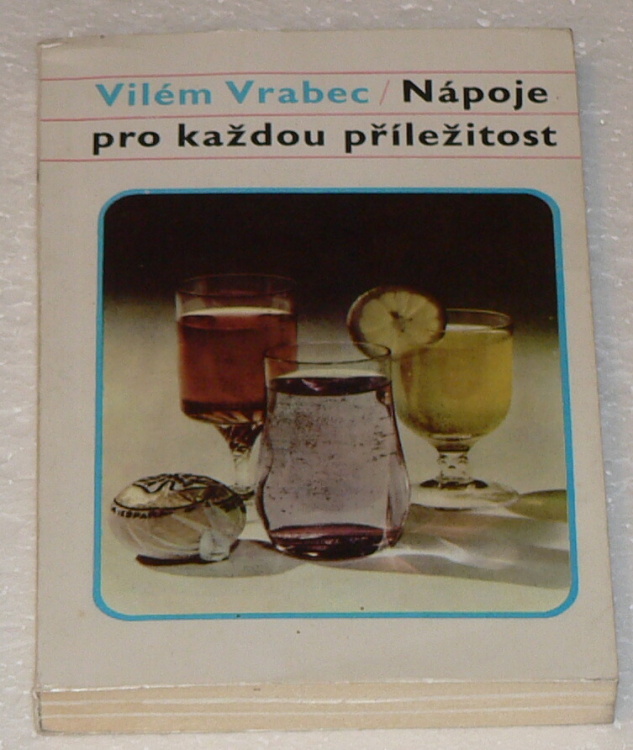 Vilém Vrabec / Nápoje
pro každou příležitost